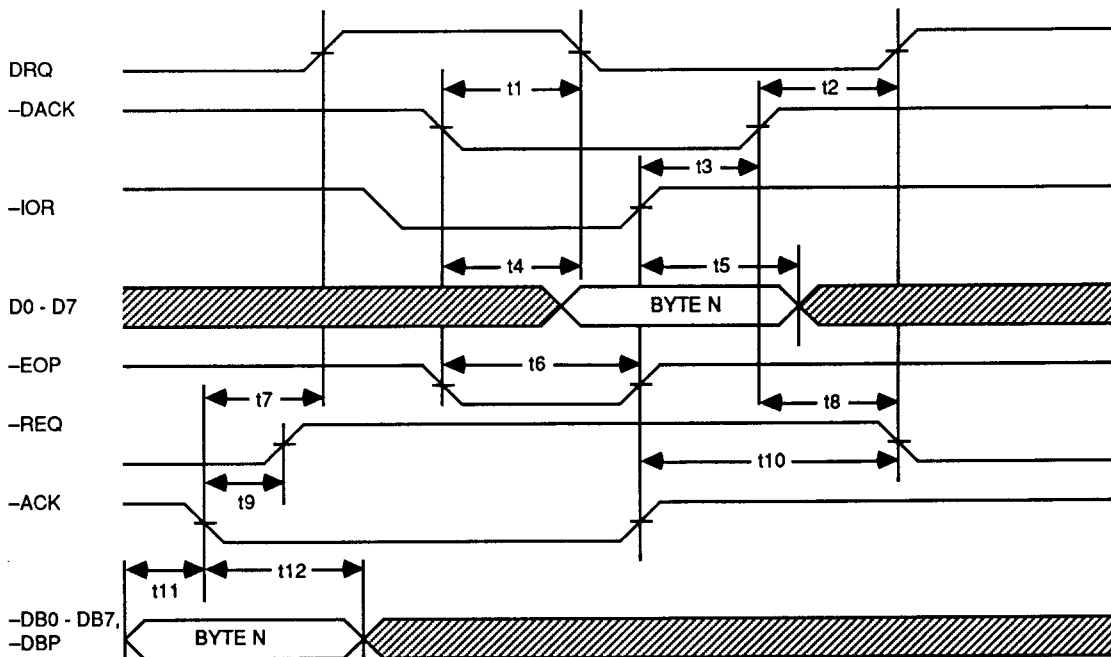 DRQ
t1
t2
–DACK
t3
–IOR
t4
t5
D0 - D7
BYTE N
–EOP
t6
t7
t8
–REQ
t10
t9
–ACK
t11
t12
–DB0 - DB7,
–DBP
BYTE N